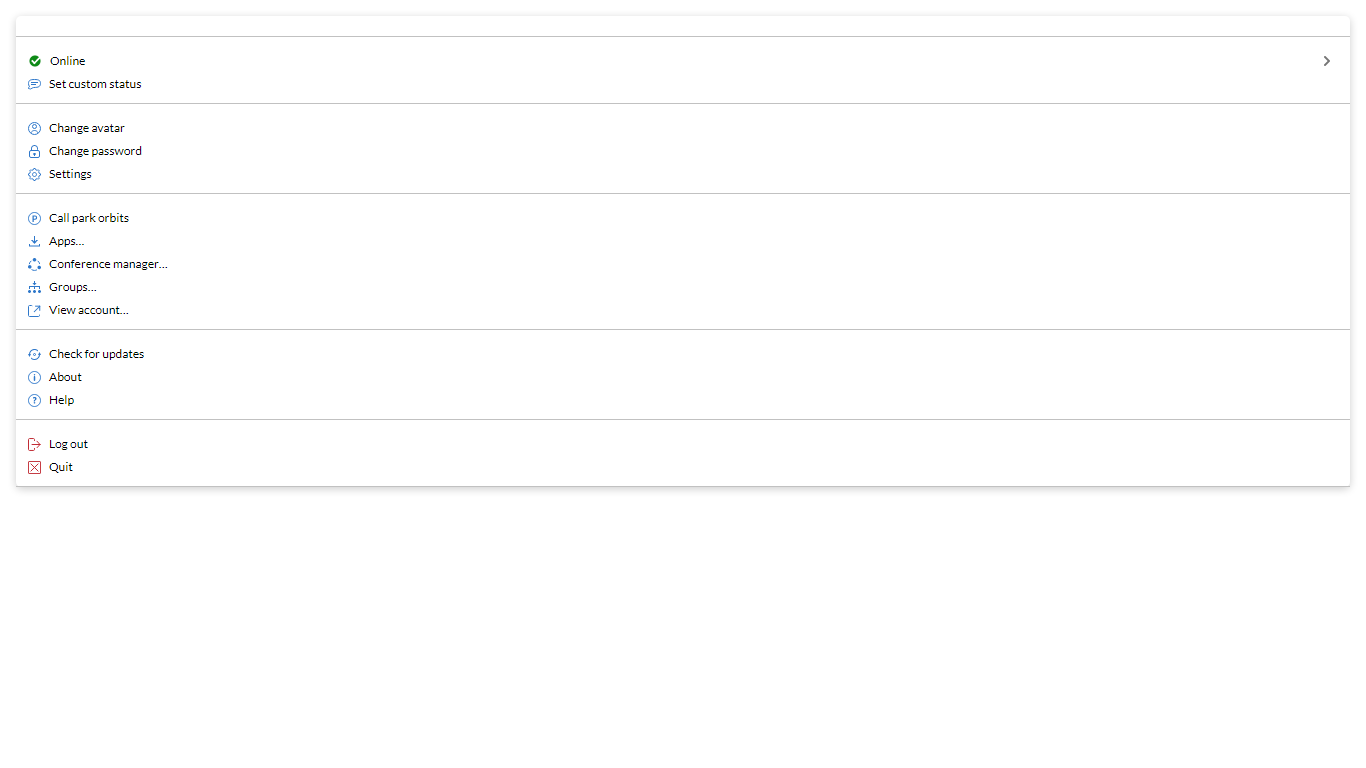 Online
Set custom status
Change avatar
Change password
Settings
Call park orbits
Apps...
Conference manager...
Groups...
View account...
Check for updates
About
Help
Log out
Quit